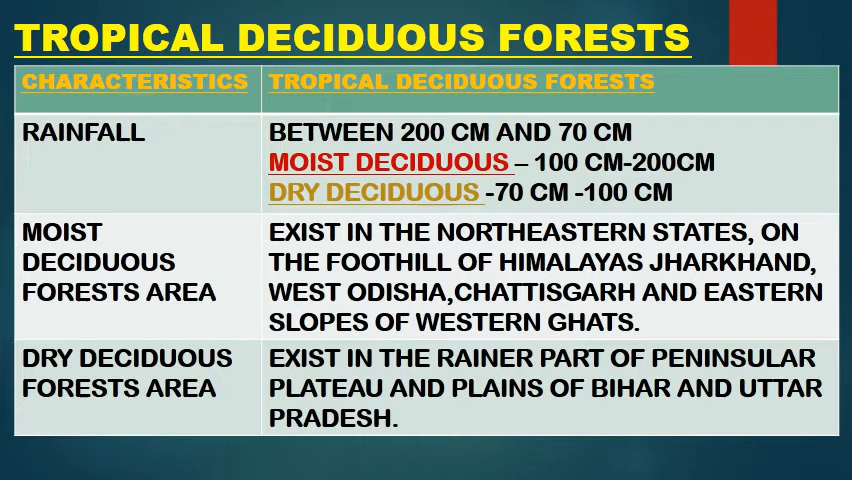 TROPICAL DECIDUOUS FORESTS
CHARACTERISTICS
TROPICAL DECIDUOUS FORESTS
RAINFALL
BETWEEN 200 CM AND 70 CM
MOIST DECIDUOUS – 100 CM-200CM
DRY DECIDUOUS -70 CM -100 CM
MOIST
DECIDUOUS
FORESTS AREA
EXIST IN THE NORTHEASTERN STATES, ON
THE FOOTHILL OF HIMALAYAS JHARKHAND,
WEST ODISHA,CHATTISGARH AND EASTERN
SLOPES OF WESTERN GHATS.
DRY DECIDUOUS
FORESTS AREA
EXIST IN THE RAINER PART OF PENINSULAR
PLATEAU AND PLAINS OF BIHAR AND UTTAR
PRADESH.